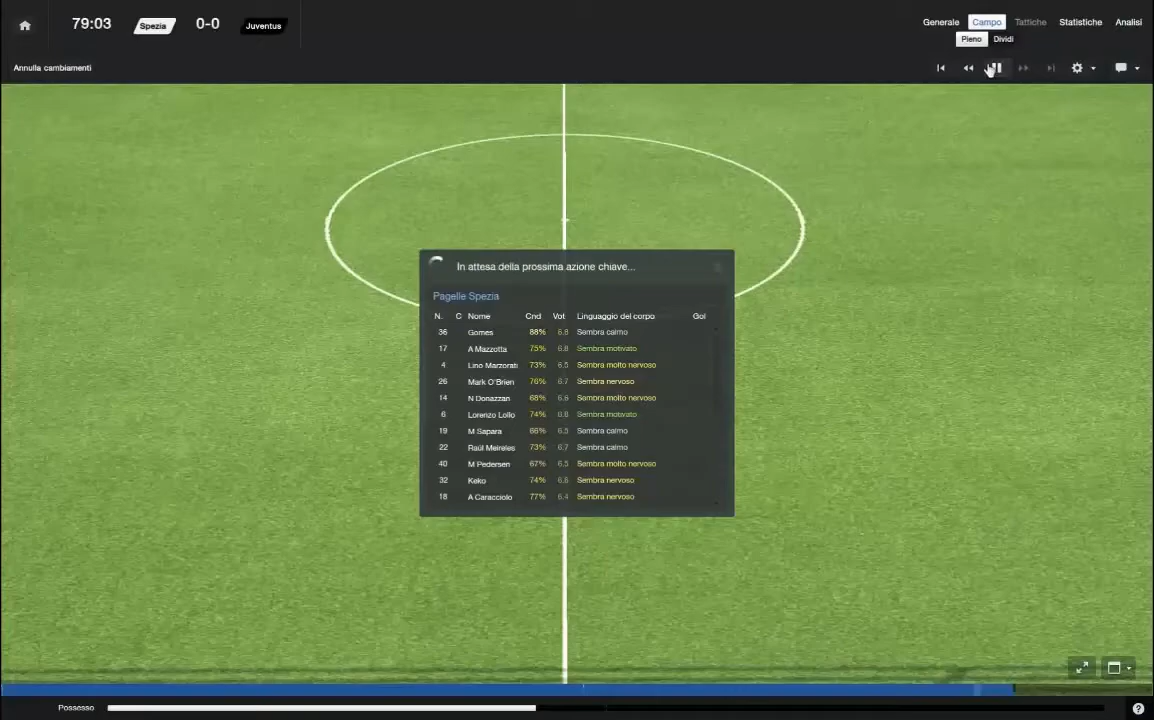 79:03 Spezia 0-0 Juventus
Generale Campo Tattiche Statistiche Analisi
Pieno Dividi
Annulla cambiamenti
In attesa della prossima azione chiave...
Pagelle Spezia
N. C Nome Cnd Vot Linguaggio del corpo Gol
36 Gomes 88% 6.8 Sembra calmo
17 A Mazzotta 75% 6.8 Sembra motivato
4 Lino Marzorati 73% 6.5 Sembra molto nervoso
26 Mark O'Brien 76% 6.7 Sembra nervoso
14 N Donazzan 68% 6.8 Sembra molto nervoso
6 Lorenzo Lollo 74% 6.8 Sembra motivato
19 M Sapara 66% 6.5 Sembra calmo
22 Raúl Meireles 73% 6.7 Sembra calmo
40 M Pedersen 67% 6.5 Sembra molto nervoso
32 Keko 74% 6.6 Sembra nervoso
18 A Caracciolo 77% 6.4 Sembra nervoso
Possesso